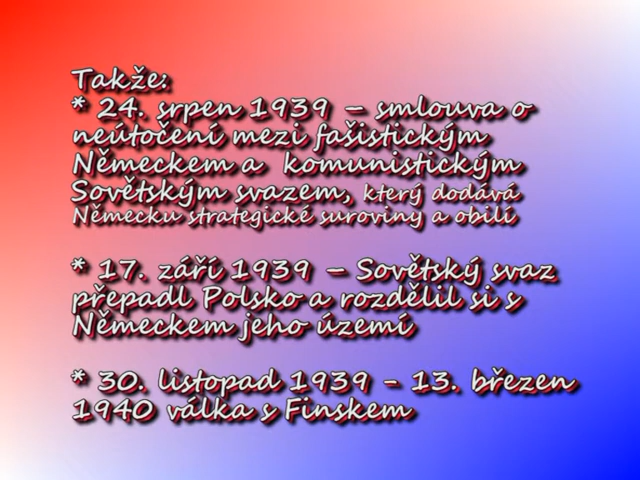 Takže:
* 24. srpen 1939 – smlouva o
neútočení mezi fašistickým
Německem a komunistickým
Sovětským svazem, který dodává
Německu strategické suroviny a obilí
* 17. září 1939 – Sovětský svaz
přepadl Polsko a rozdělil si s
Německem jeho území
* 30. listopad 1939 - 13. březen
1940 válka s Finskem